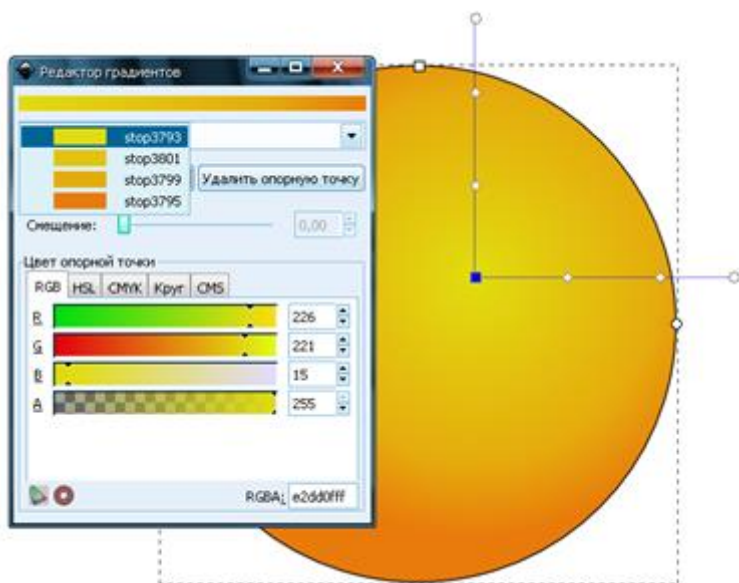 Редактор градиентов
stop3793
stop3801
stop3799
stop3795
Удалить опорную точку
Смещение: 0,00
Цвет опорной точки
RGB HSL CMYK Круг CMS
R 226
G 221
B 15
A 255
RGBA: e2dd0fff